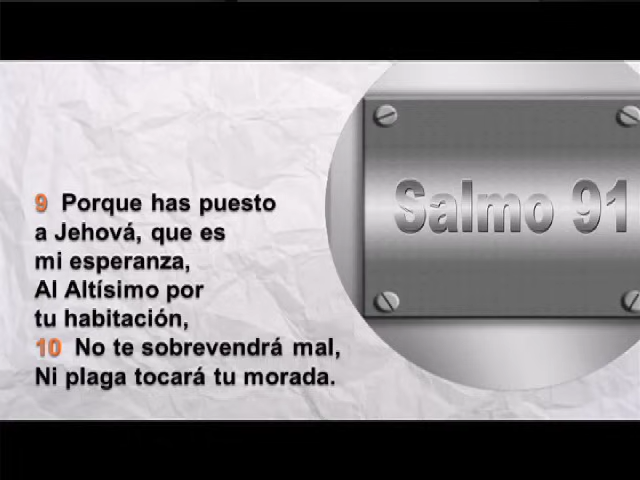 Salmo 91
9 Porque has puesto
a Jehová, que es
mi esperanza,
Al Altísimo por
tu habitación,
10 No te sobrevendrá mal,
Ni plaga tocará tu morada.